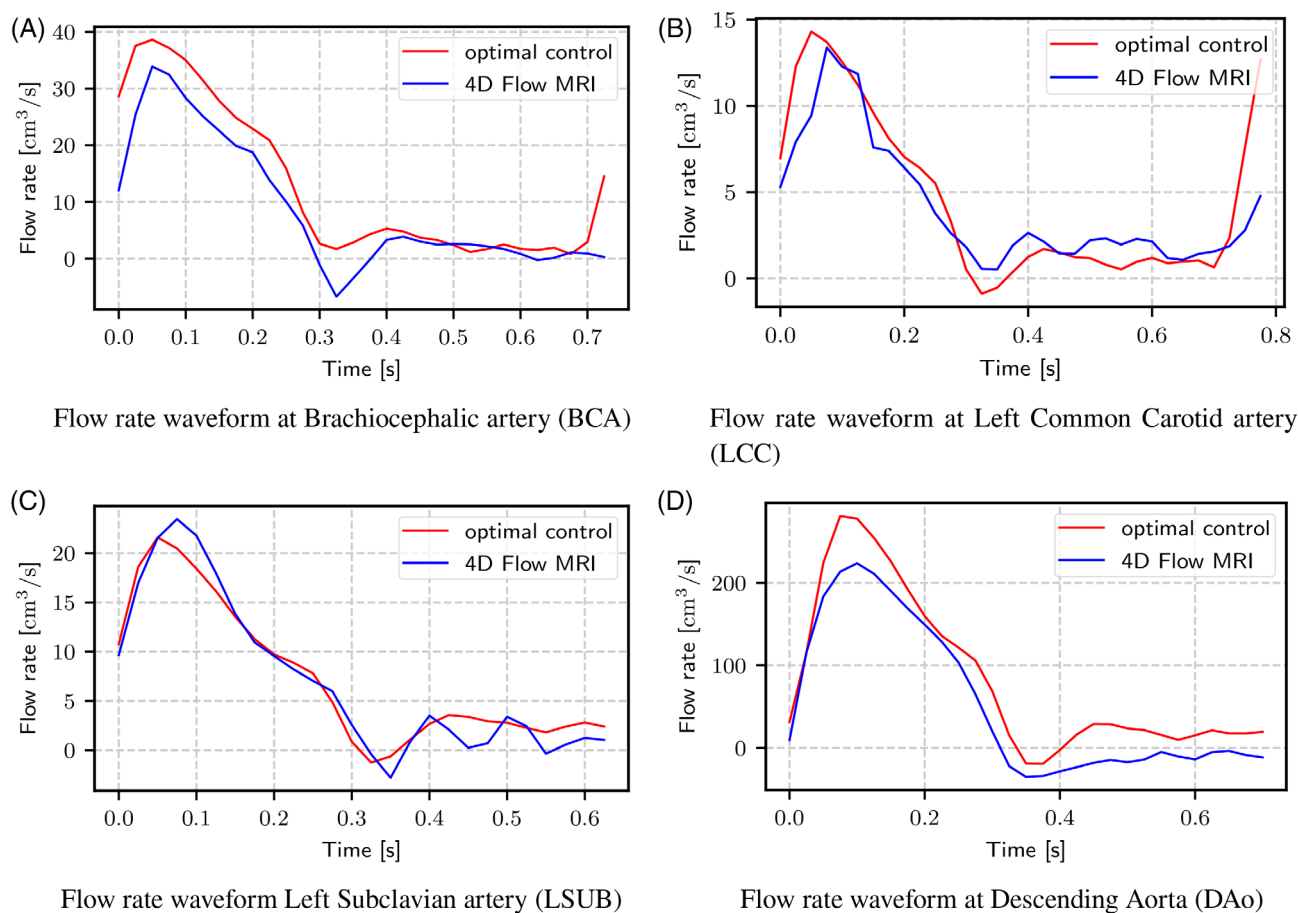 (A)
40
30
20
10
0
Flow rate [cm³/s]
optimal control
4D Flow MRI
0.0 0.1 0.2 0.3 0.4 0.5 0.6 0.7
Time [s]
Flow rate waveform at Brachiocephalic artery (BCA)
(B)
15
10
5
0
Flow rate [cm³/s]
optimal control
4D Flow MRI
0.0 0.2 0.4 0.6 0.8
Time [s]
Flow rate waveform at Left Common Carotid artery
(LCC)
(C)
20
15
10
5
0
Flow rate [cm³/s]
optimal control
4D Flow MRI
0.0 0.1 0.2 0.3 0.4 0.5 0.6
Time [s]
Flow rate waveform Left Subclavian artery (LSUB)
(D)
200
100
0
Flow rate [cm³/s]
optimal control
4D Flow MRI
0.0 0.2 0.4 0.6
Time [s]
Flow rate waveform at Descending Aorta (DAo)